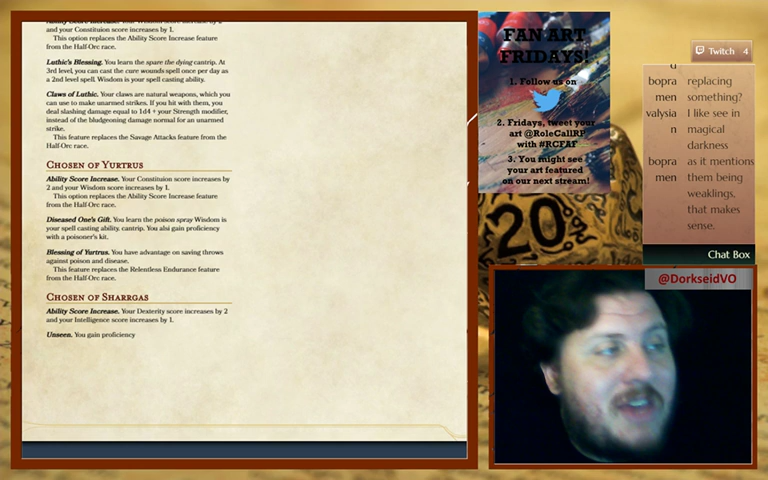 Ability Score Increase. Your Wisdom score increases by 2
and your Constituion score increases by 1.
This option replaces the Ability Score Increase feature
from the Half-Orc race.
Luthic's Blessing. You learn the spare the dying cantrip. At
3rd level, you can cast the cure wounds spell once per day as
a 2nd level spell. Wisdom is your spell casting ability.
Claws of Luthic. Your claws are natural weapons, which you
can use to make unarmed strikes. If you hit with them, you
deal slashing damage equal to 1d4 + your Strength modifier,
instead of the bludgeoning damage normal for an unarmed
strike.
This feature replaces the Savage Attacks feature from the
Half-Orc race.
Chosen of Yurtrus
Ability Score Increase. Your Constituion score increases by
2 and your Wisdom score increases by 1.
This option replaces the Ability Score Increase feature
from the Half-Orc race.
Diseased One's Gift. You learn the poison spray Wisdom is
your spell casting ability. cantrip. You alsi gain proficiency
with a poisoner's kit.
Blessing of Yurtrus. You have advantage on saving throws
against poison and disease.
This feature replaces the Relentless Endurance feature
from the Half-Orc race.
Chosen of Sharrgas
Ability Score Increase. Your Dexterity score increases by 2
and your Intelligence score increases by 1.
Unseen. You gain proficiency
FAN ART
FRIDAYS!
1. Follow us on
2. Fridays, tweet your
art @RoleCallRP
with #RCFAF
3. You might see
your art featured
on our next stream!
20
Twitch 4
u
bopra replacing
men something?
valysia I like see in
n magical
darkness
bopra as it mentions
men them being
weaklings,
that makes
sense.
Chat Box
@DorkseidVO